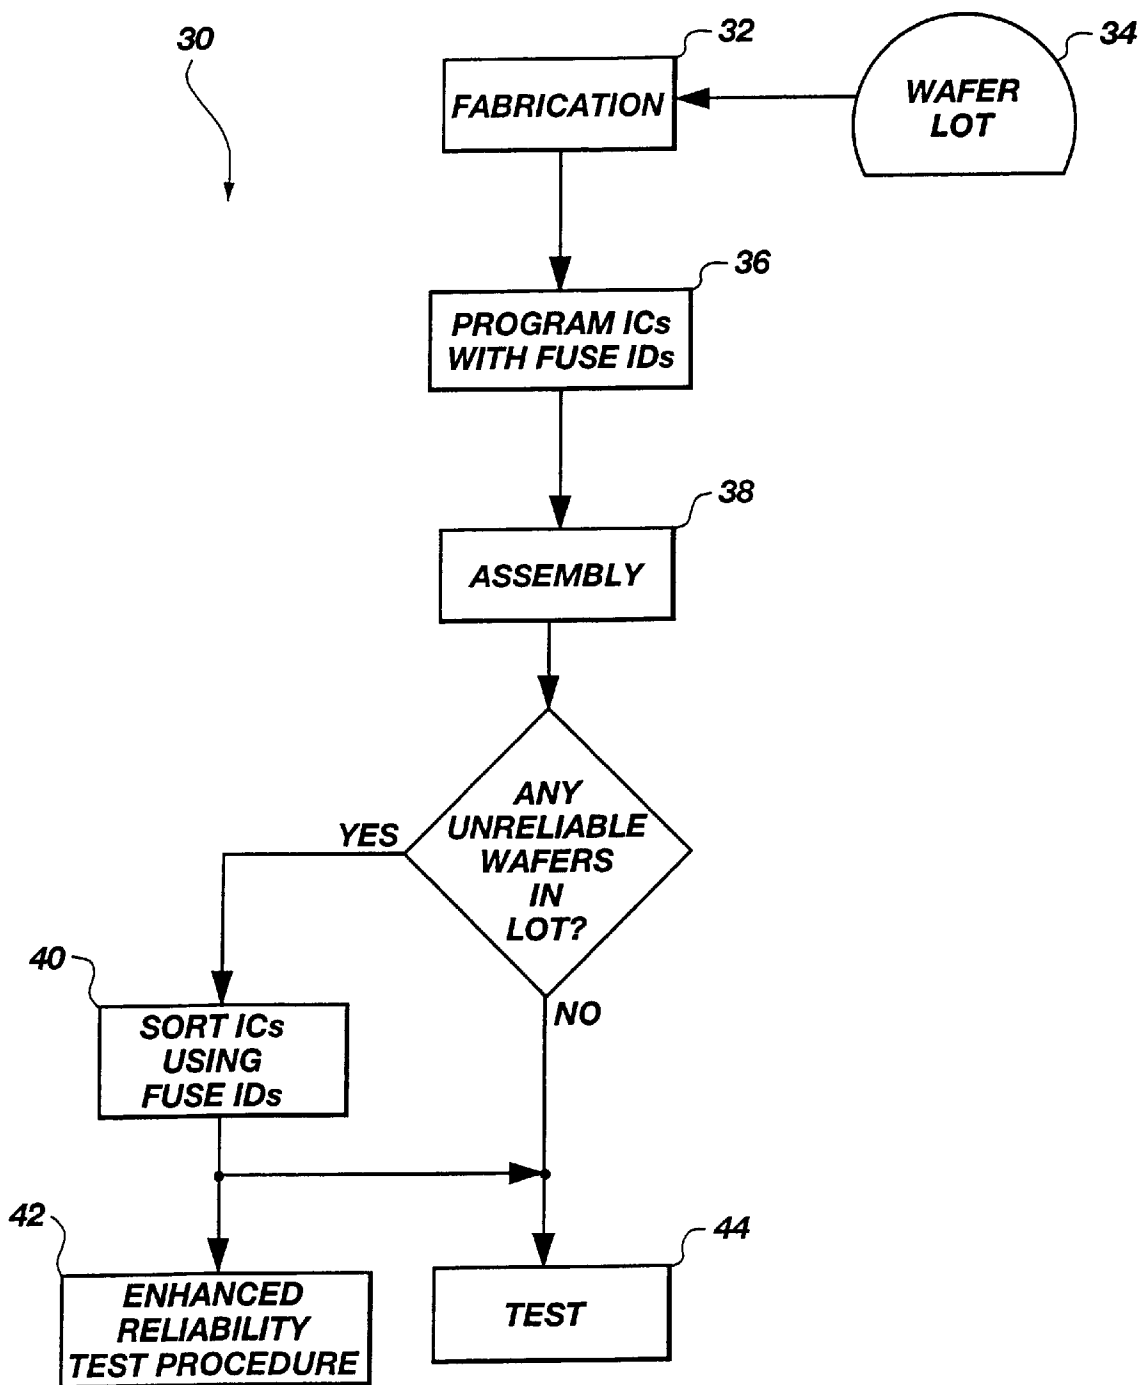 30
32
34
FABRICATION
WAFER
LOT
36
PROGRAM ICs
WITH FUSE IDs
38
ASSEMBLY
ANY
UNRELIABLE
WAFERS
IN
LOT?
YES
NO
40
SORT ICs
USING
FUSE IDs
42
ENHANCED
RELIABILITY
TEST PROCEDURE
44
TEST